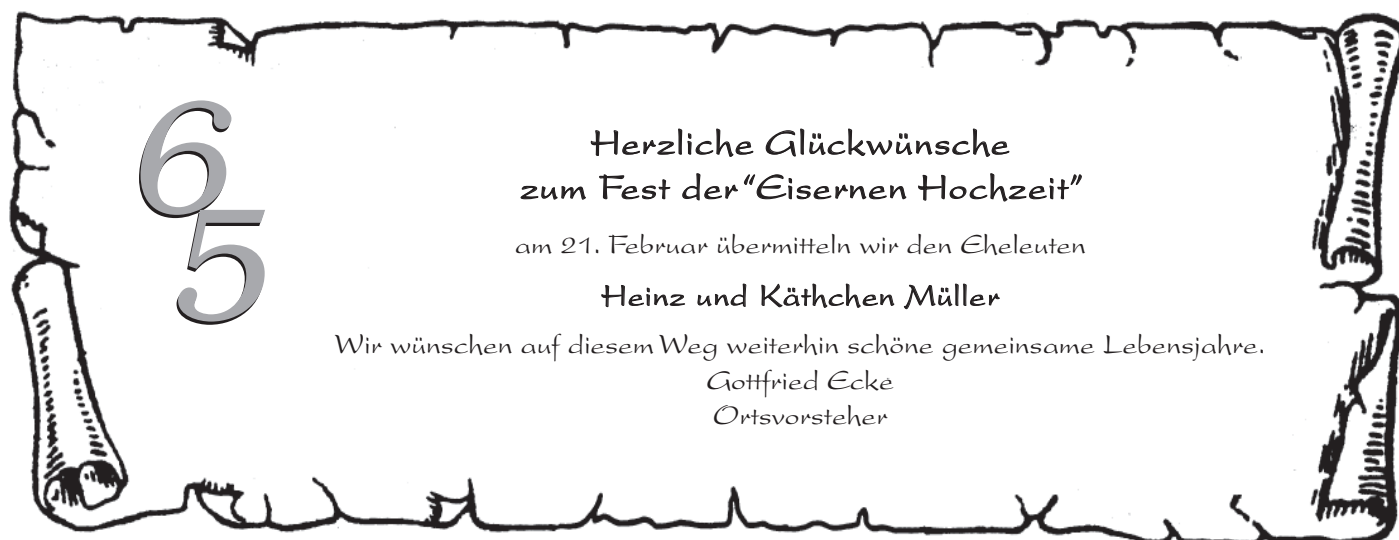 65
Herzliche Glückwünsche
zum Fest der “Eisernen Hochzeit”
am 21. Februar übermitteln wir den Eheleuten
Heinz und Käthchen Müller
Wir wünschen auf diesem Weg weiterhin schöne gemeinsame Lebensjahre.
Gottfried Ecke
Ortsvorsteher